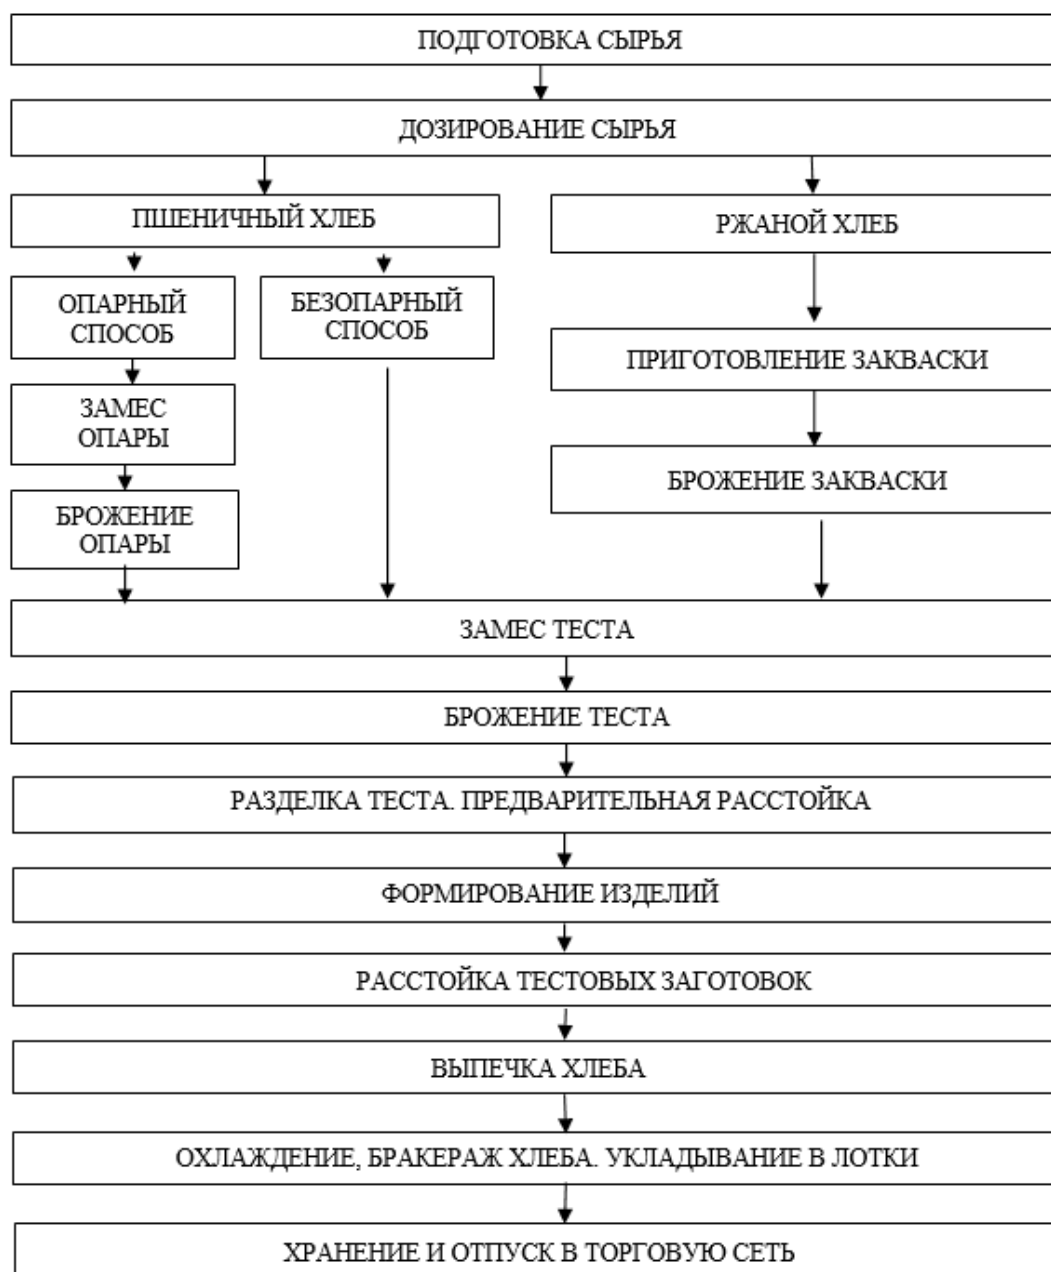 ПОДГОТОВКА СЫРЬЯ
ДОЗИРОВАНИЕ СЫРЬЯ
ПШЕНИЧНЫЙ ХЛЕБ
РЖАНОЙ ХЛЕБ
ОПАРНЫЙ
СПОСОБ
БЕЗОПАРНЫЙ
СПОСОБ
ПРИГОТОВЛЕНИЕ ЗАКВАСКИ
ЗАМЕС
ОПАРЫ
БРОЖЕНИЕ ЗАКВАСКИ
БРОЖЕНИЕ
ОПАРЫ
ЗАМЕС ТЕСТА
БРОЖЕНИЕ ТЕСТА
РАЗДЕЛКА ТЕСТА. ПРЕДВАРИТЕЛЬНАЯ РАССТОЙКА
ФОРМИРОВАНИЕ ИЗДЕЛИЙ
РАССТОЙКА ТЕСТОВЫХ ЗАГОТОВОК
ВЫПЕЧКА ХЛЕБА
ОХЛАЖДЕНИЕ, БРАКЕРАЖ ХЛЕБА. УКЛАДЫВАНИЕ В ЛОТКИ
ХРАНЕНИЕ И ОТПУСК В ТОРГОВУЮ СЕТЬ